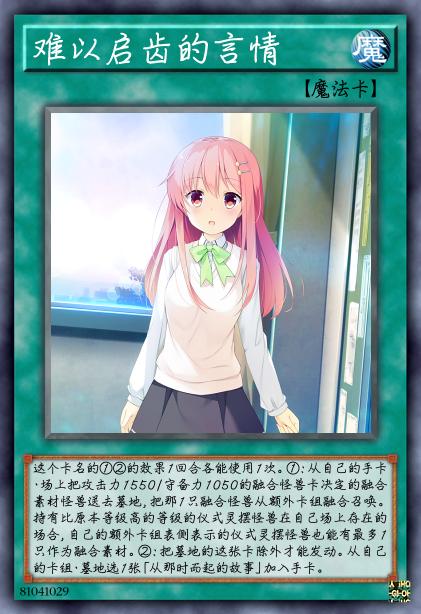 难以启齿的言情
魔
【魔法卡】
这个卡名的①②的效果1回合各能使用1次。①：从自己的手卡
·场上把攻击力1550/守备力1050的融合怪兽卡决定的融合
素材怪兽送去墓地，把那1只融合怪兽从额外卡组融合召唤。
持有比原本等级高的等级的仪式灵摆怪兽在自己场上存在的
场合，自己的额外卡组表侧表示的仪式灵摆怪兽也能有最多1
只作为融合素材。②：把墓地的这张卡除外才能发动。从自己
的卡组·墓地选1张「从那时而起的故事」加入手卡。
81041029